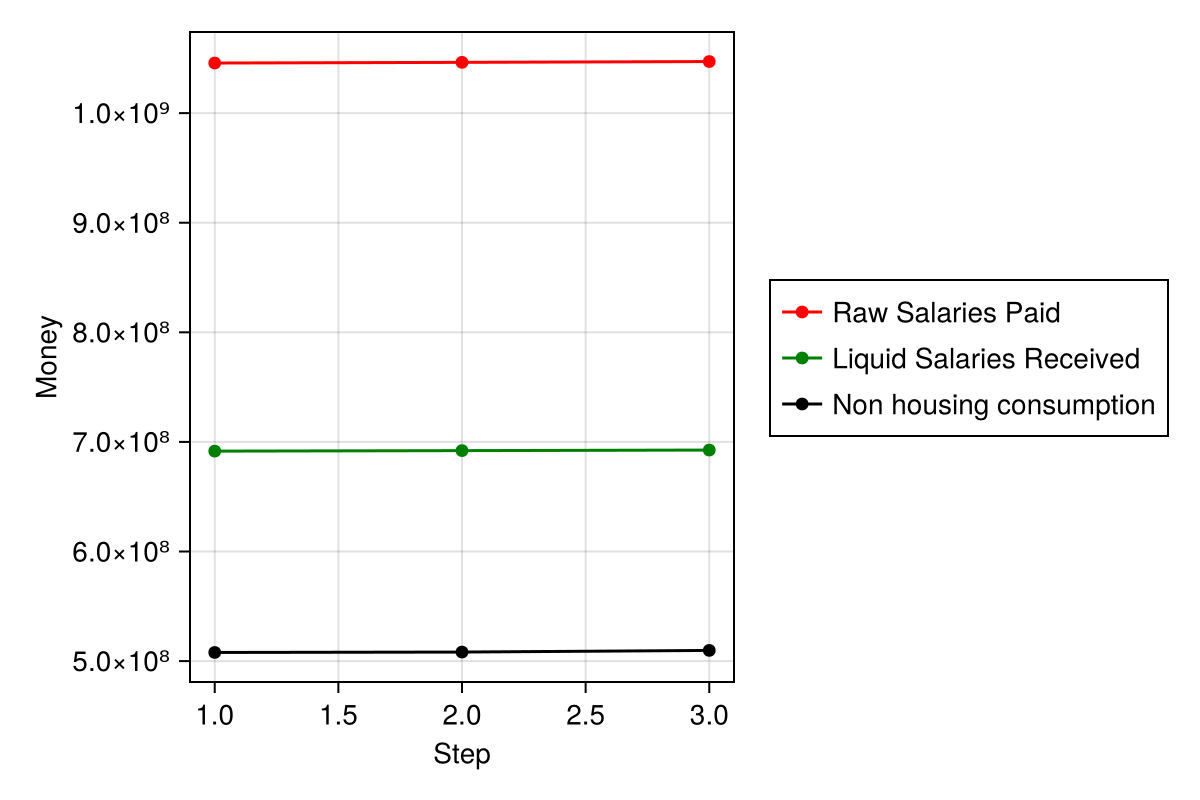 1.0×10⁹
9.0×10⁸
8.0×10⁸
7.0×10⁸
6.0×10⁸
5.0×10⁸
Money
1.0 1.5 2.0 2.5 3.0
Step
Raw Salaries Paid
Liquid Salaries Received
Non housing consumption